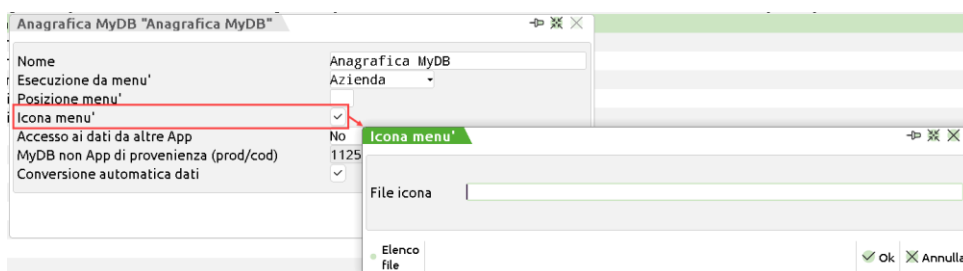 Anagrafica MyDB "Anagrafica MyDB"
Nome Anagrafica MyDB
Esecuzione da menu' Azienda
Posizione menu'
Icona menu'
Accesso ai dati da altre App No
MyDB non App di provenienza (prod/cod) 1125
Conversione automatica dati
Icona menu'
File icona
Elenco file
Ok Annulla